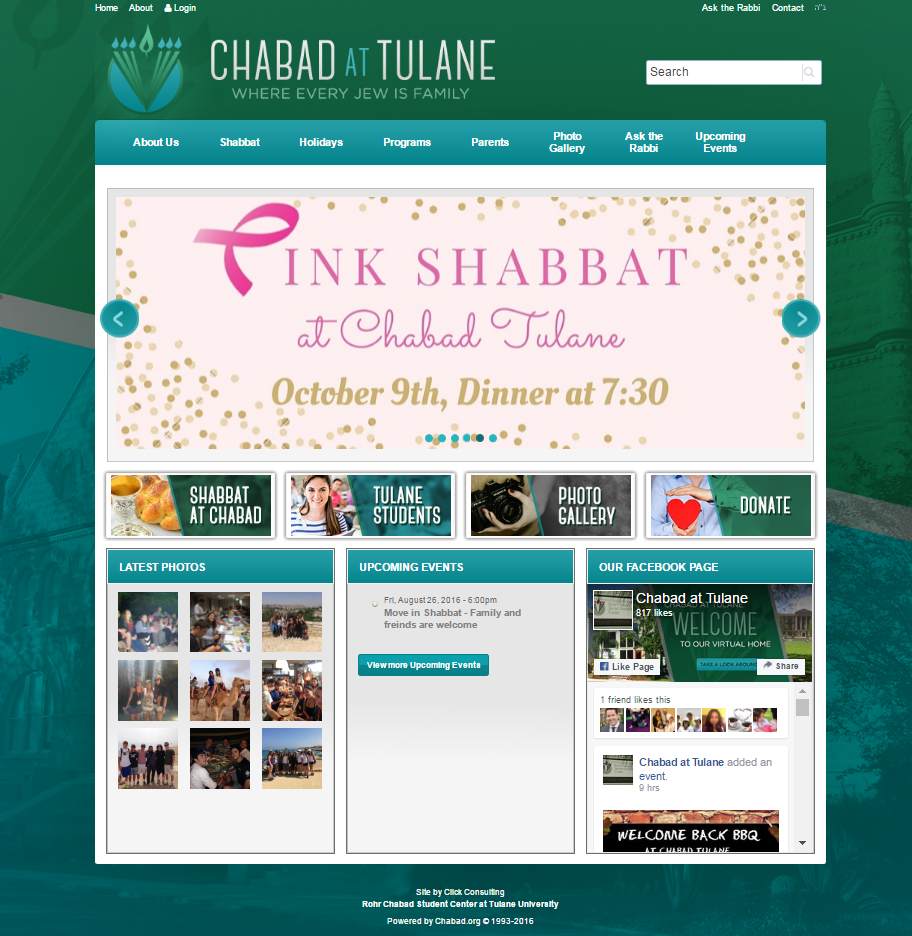 Home About Login
Ask the Rabbi Contact ב"ה
CHABAD AT TULANE
WHERE EVERY JEW IS FAMILY
Search
About Us
Shabbat
Holidays
Programs
Parents
Photo
Gallery
Ask the
Rabbi
Upcoming
Events
PINK SHABBAT
at Chabad Tulane
October 9th, Dinner at 7:30
SHABBAT
AT CHABAD
TULANE
STUDENTS
PHOTO
GALLERY
DONATE
LATEST PHOTOS
UPCOMING EVENTS
Fri, August 26, 2016 - 6:00pm
Move in Shabbat - Family and
freinds are welcome
View more Upcoming Events
OUR FACEBOOK PAGE
Chabad at Tulane
CHABAD AT TULANE
817 likes
WELCOME
TO OUR VIRTUAL HOME
TAKE A LOOK AROUND
Like Page
Share
1 friend likes this
Chabad at Tulane added an
event.
9 hrs
WELCOME BACK BBQ
AT CHABAD TULANE
Site by Click Consulting
Rohr Chabad Student Center at Tulane University
Powered by Chabad.org © 1993-2016